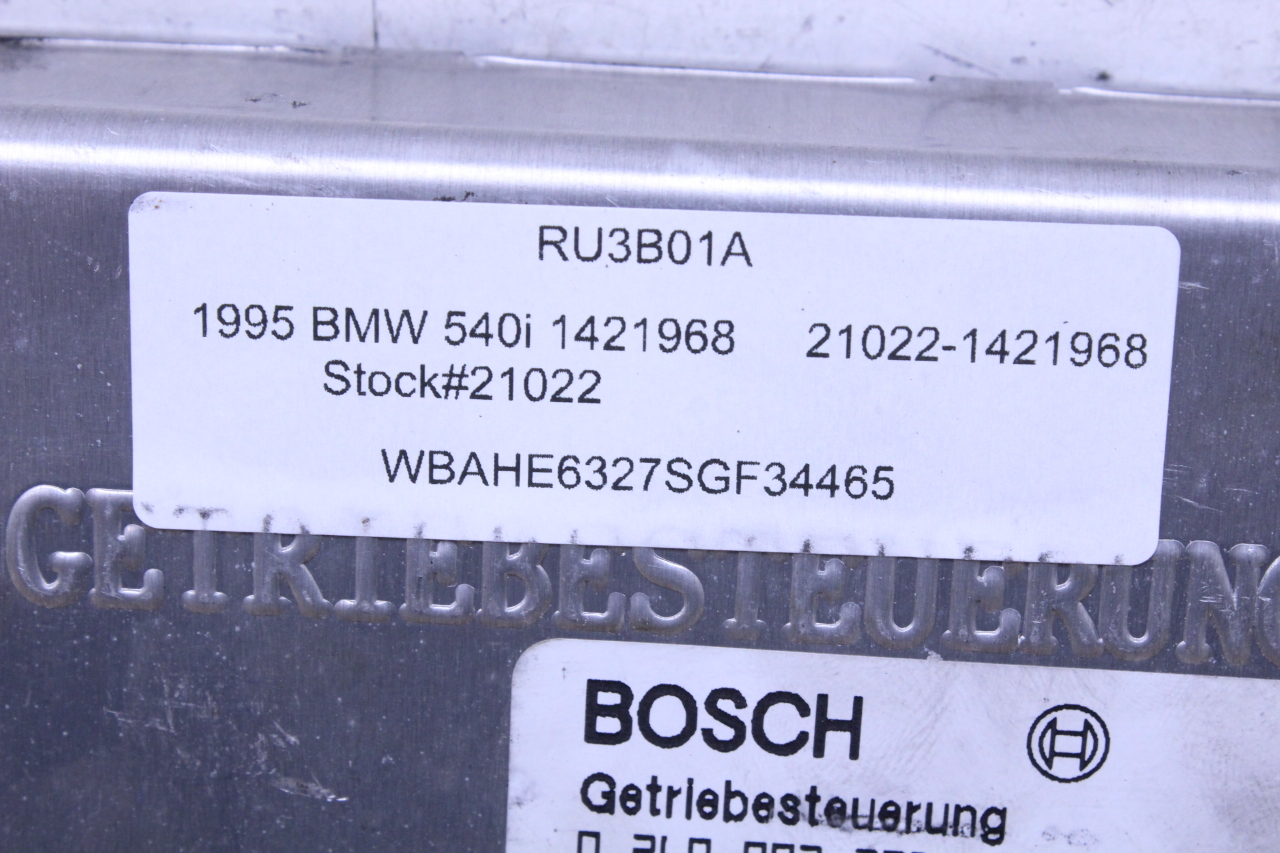 RU3B01A
1995 BMW 540i 1421968 21022-1421968
Stock#21022
WBAHE6327SGF34465
GETRIEBESTEUERUNG
BOSCH
Getriebesteuerung